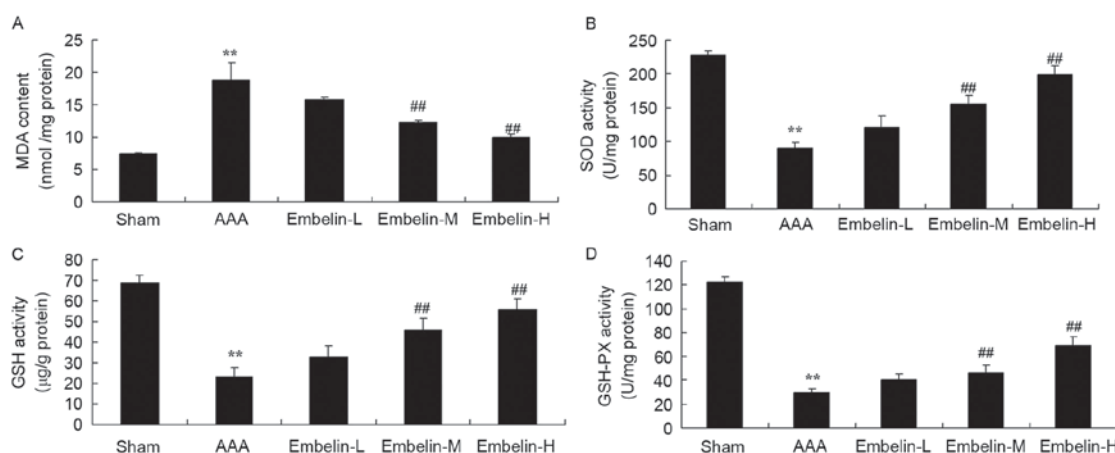 A
MDA content
(nmol /mg protein)
25
20
15
10
5
0
**
##
##
Sham AAA Embelin-L Embelin-M Embelin-H
B
SOD activity
(U/mg protein)
250
200
150
100
50
0
**
##
##
Sham AAA Embelin-L Embelin-M Embelin-H
C
GSH activity
(µg/g protein)
80
70
60
50
40
30
20
10
0
**
##
##
Sham AAA Embelin-L Embelin-M Embelin-H
D
GSH-PX activity
(U/mg protein)
140
120
100
80
60
40
20
0
**
##
##
Sham AAA Embelin-L Embelin-M Embelin-H